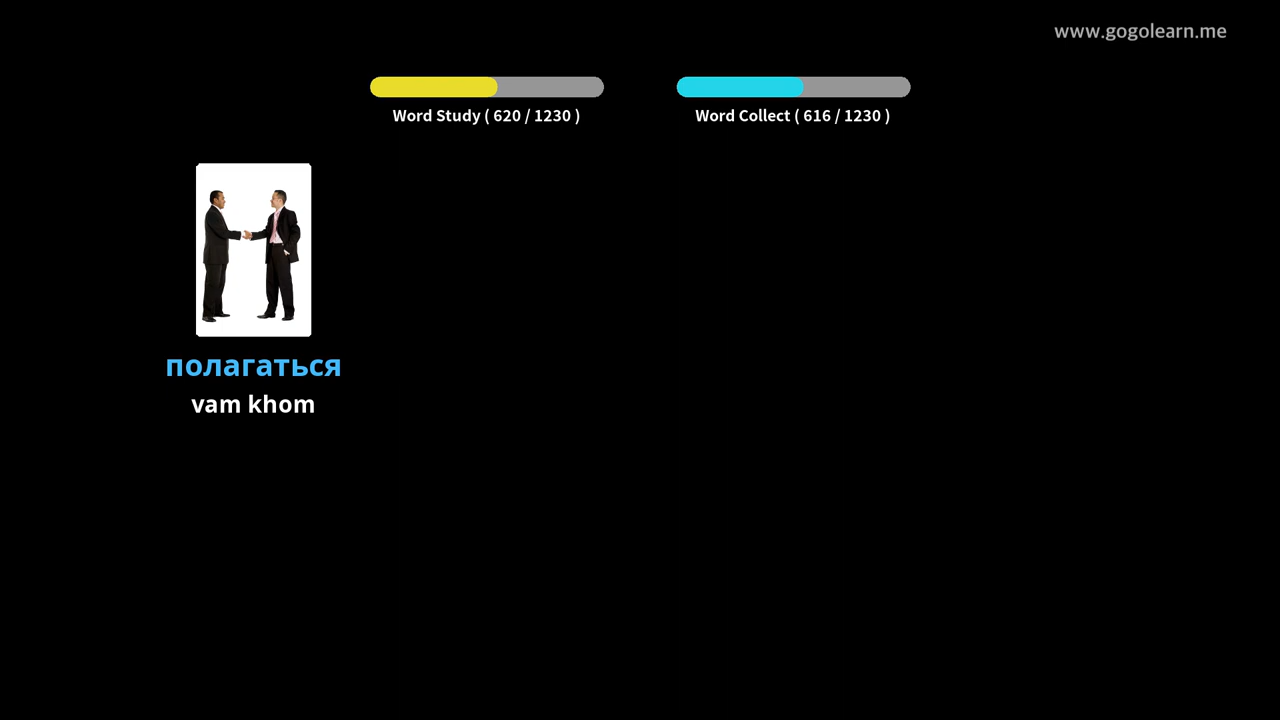 www.gogolearn.me
Word Study ( 620 / 1230 )
Word Collect ( 616 / 1230 )
полагаться
vam khom